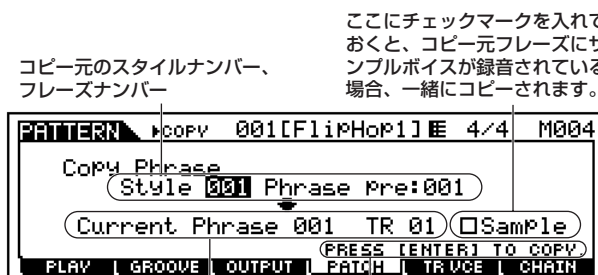 ここにチェックマークを入れて
おくと、コピー元フレーズにサ
ンプルボイスが録音されている
場合、一緒にコピーされます。
コピー元のスタイルナンバー、
フレーズナンバー
PATTERN ▶COPY 001[FlipHop1] 4/4 M004
Copy Phrase
Style 001 Phrase pre:001
Current Phrase 001 TR 01 □Sample
PRESS [ENTER] TO COPY.
PLAY GROOVE OUTPUT PATCH TR VCE CHAIN